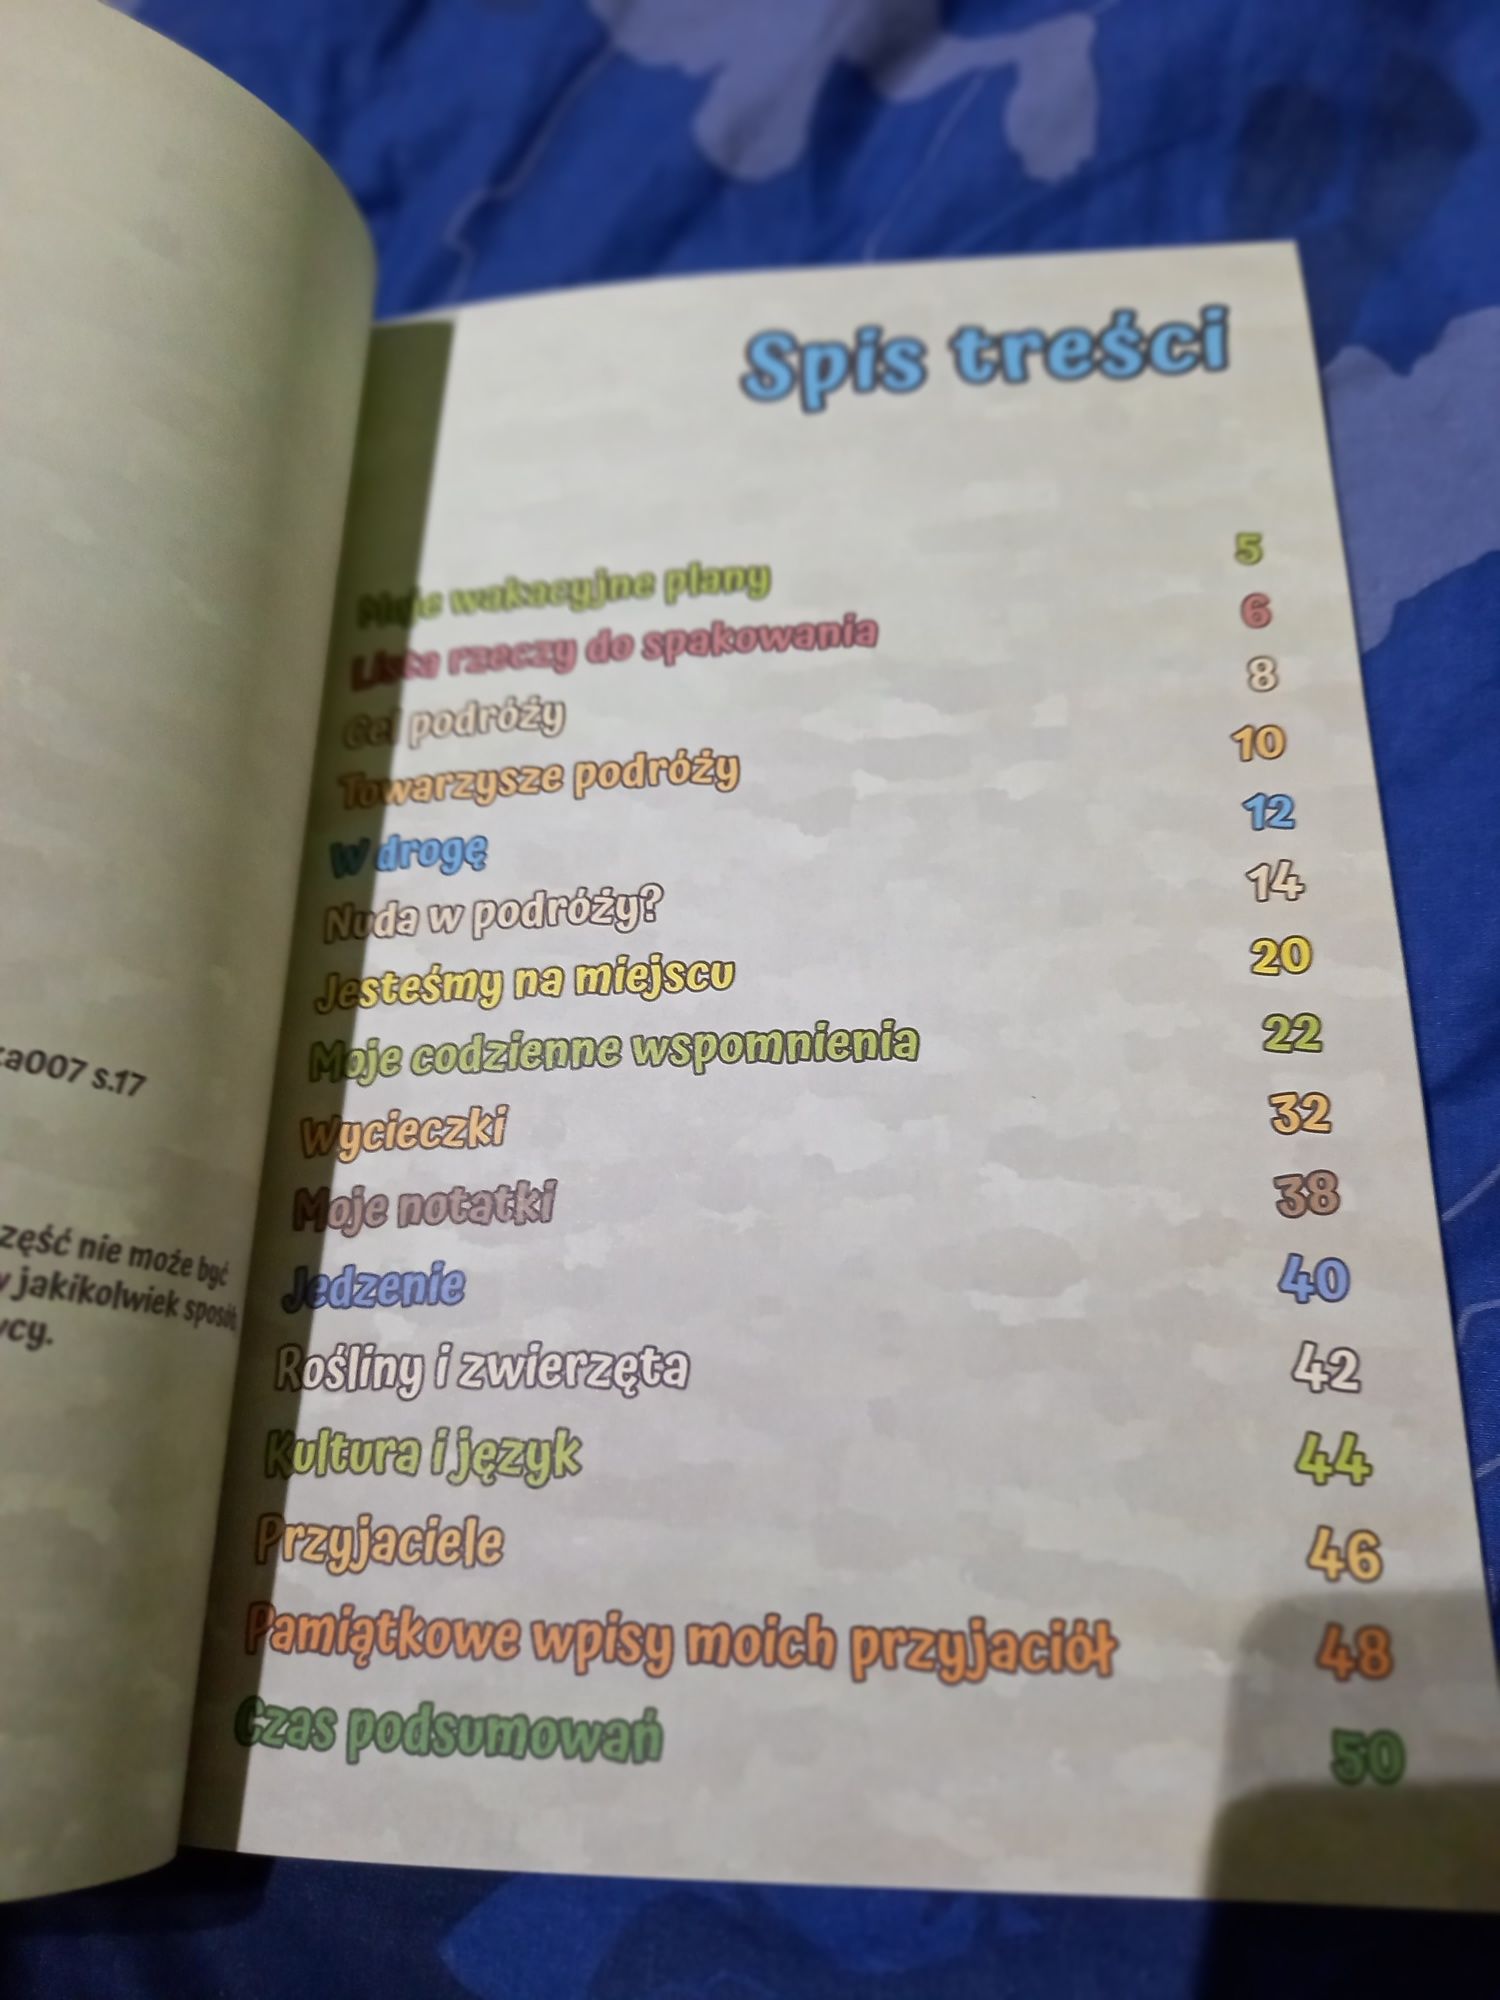 a007 s.17
zęść nie może być
jakikolwiek sposób,
wcy.
Spis treści
Moje wakacyjne plany 5
Lista rzeczy do spakowania 6
Cel podróży 8
Towarzysze podróży 10
W drogę 12
Nuda w podróży? 14
Jesteśmy na miejscu 20
Moje codzienne wspomnienia 22
Wycieczki 32
Moje notatki 38
Jedzenie 40
Rośliny i zwierzęta 42
Kultura i język 44
Przyjaciele 46
Pamiątkowe wpisy moich przyjaciół 48
Czas podsumowań 50